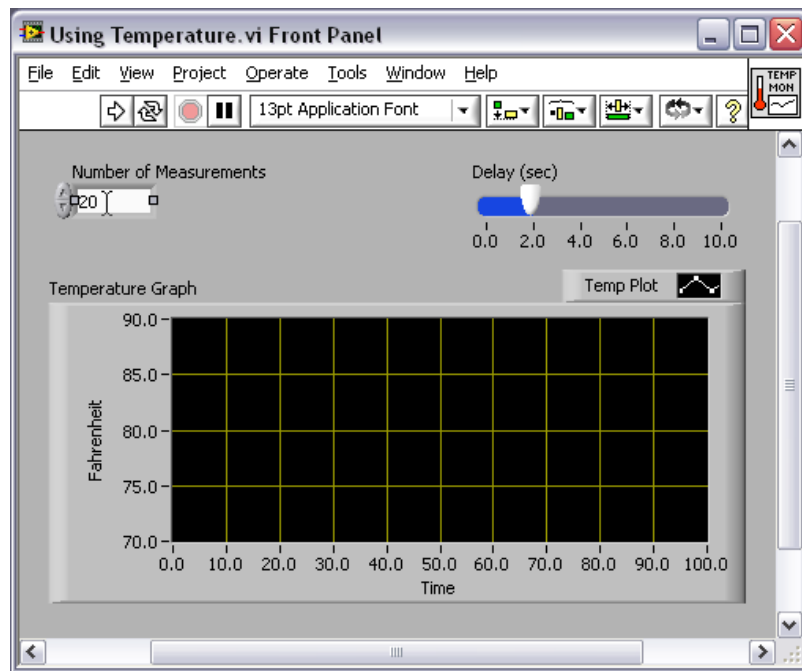 Using Temperature.vi Front Panel
File Edit View Project Operate Tools Window Help
TEMP
MON
13pt Application Font
Number of Measurements
20
Delay (sec)
0.0 2.0 4.0 6.0 8.0 10.0
Temperature Graph
Temp Plot
90.0
85.0
80.0
75.0
70.0
Fahrenheit
0.0 10.0 20.0 30.0 40.0 50.0 60.0 70.0 80.0 90.0 100.0
Time